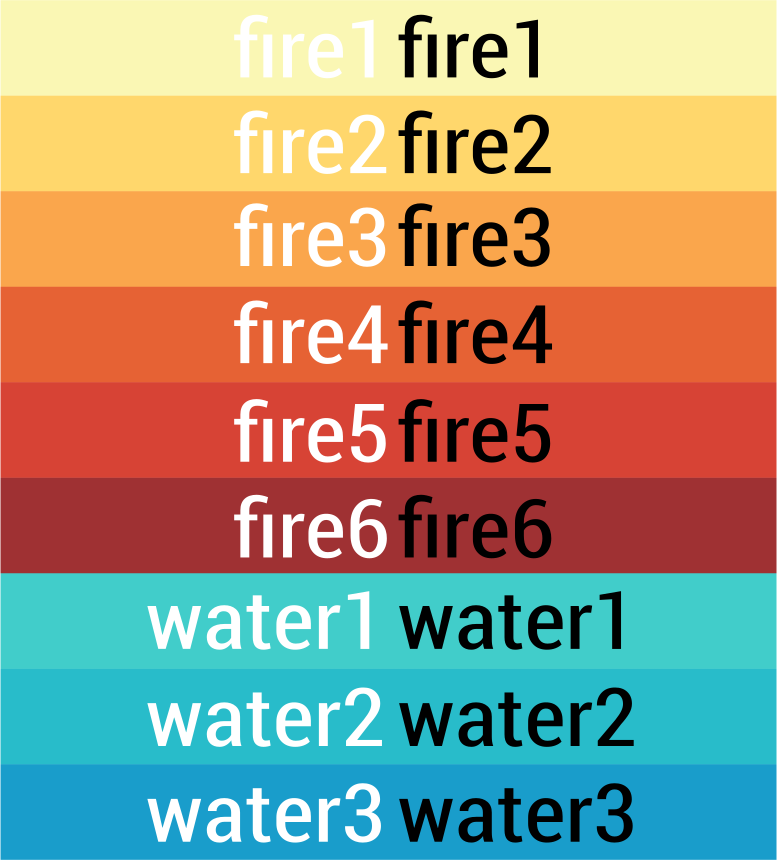 fire1 fire1
fire2 fire2
fire3 fire3
fire4 fire4
fire5 fire5
fire6 fire6
water1 water1
water2 water2
water3 water3